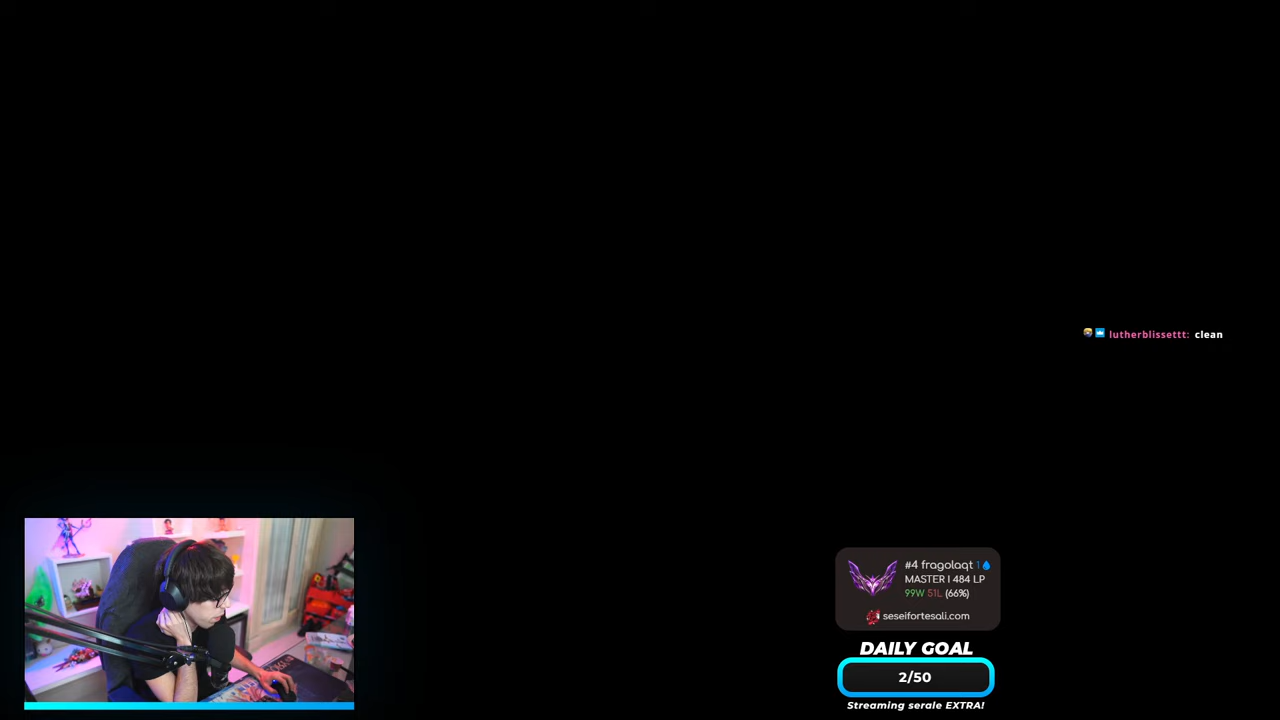 lutherblissettt: clean
#4 fragolaqt 1
MASTER I 484 LP
99W 51L (66%)
seseifortesali.com
DAILY GOAL
2/50
Streaming serale EXTRA!